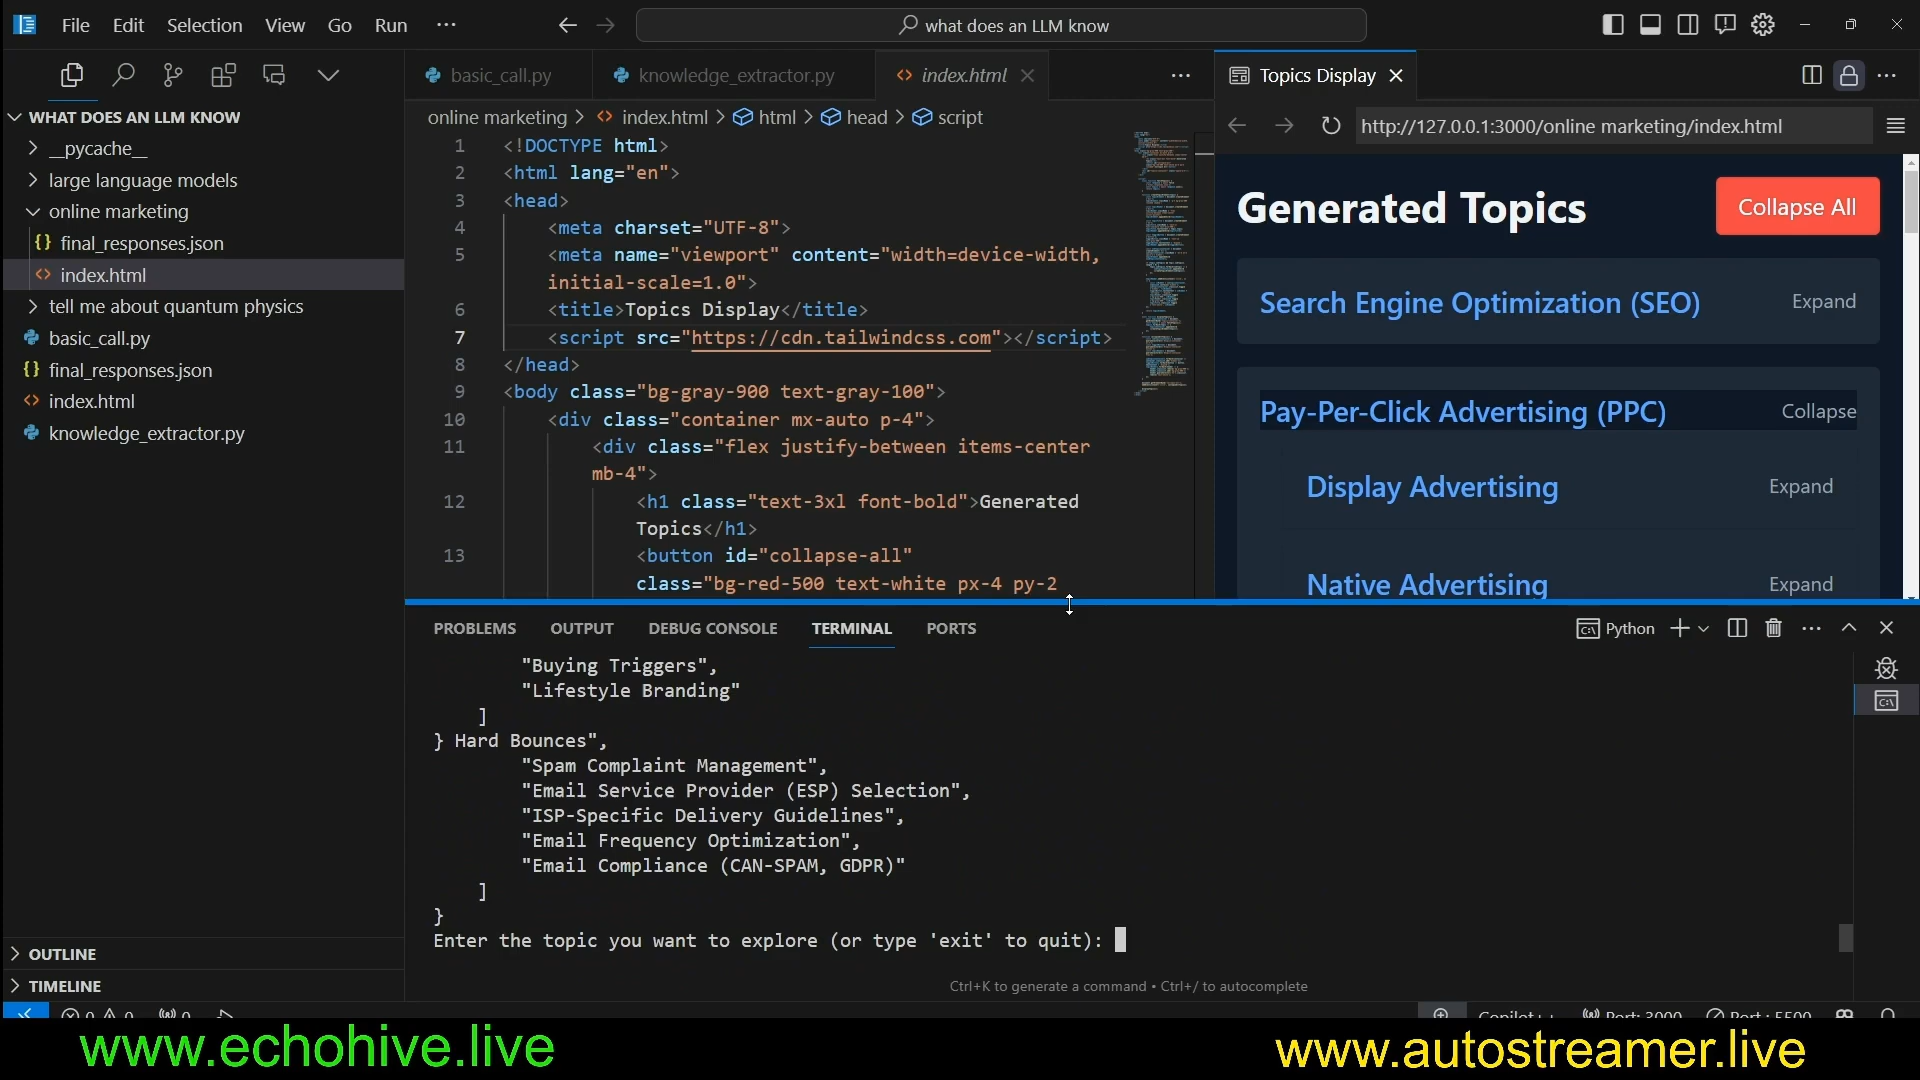 File Edit Selection View Go Run ···
what does an LLM know
WHAT DOES AN LLM KNOW
__pycache__
large language models
online marketing
{} final_responses.json
<> index.html
tell me about quantum physics
basic_call.py
{} final_responses.json
<> index.html
knowledge_extractor.py
OUTLINE
TIMELINE
basic_call.py
knowledge_extractor.py
<> index.html
online marketing > <> index.html > html > head > script
1 <!DOCTYPE html>
2 <html lang="en">
3 <head>
4 <meta charset="UTF-8">
5 <meta name="viewport" content="width=device-width,
initial-scale=1.0">
6 <title>Topics Display</title>
7 <script src="https://cdn.tailwindcss.com"></script>
8 </head>
9 <body class="bg-gray-900 text-gray-100">
10 <div class="container mx-auto p-4">
11 <div class="flex justify-between items-center
mb-4">
12 <h1 class="text-3xl font-bold">Generated
Topics</h1>
13 <button id="collapse-all"
class="bg-red-500 text-white px-4 py-2
Topics Display
http://127.0.0.1:3000/online marketing/index.html
Generated Topics
Collapse All
Search Engine Optimization (SEO) Expand
Pay-Per-Click Advertising (PPC) Collapse
Display Advertising Expand
Native Advertising Expand
PROBLEMS OUTPUT DEBUG CONSOLE TERMINAL PORTS
Python
"Buying Triggers",
"Lifestyle Branding"
]
} Hard Bounces",
"Spam Complaint Management",
"Email Service Provider (ESP) Selection",
"ISP-Specific Delivery Guidelines",
"Email Frequency Optimization",
"Email Compliance (CAN-SPAM, GDPR)"
]
}
Enter the topic you want to explore (or type 'exit' to quit):
Ctrl+K to generate a command • Ctrl+/ to autocomplete
0 0 0
Copilot++ Port: 3000 Port : 5500
www.echohive.live
www.autostreamer.live